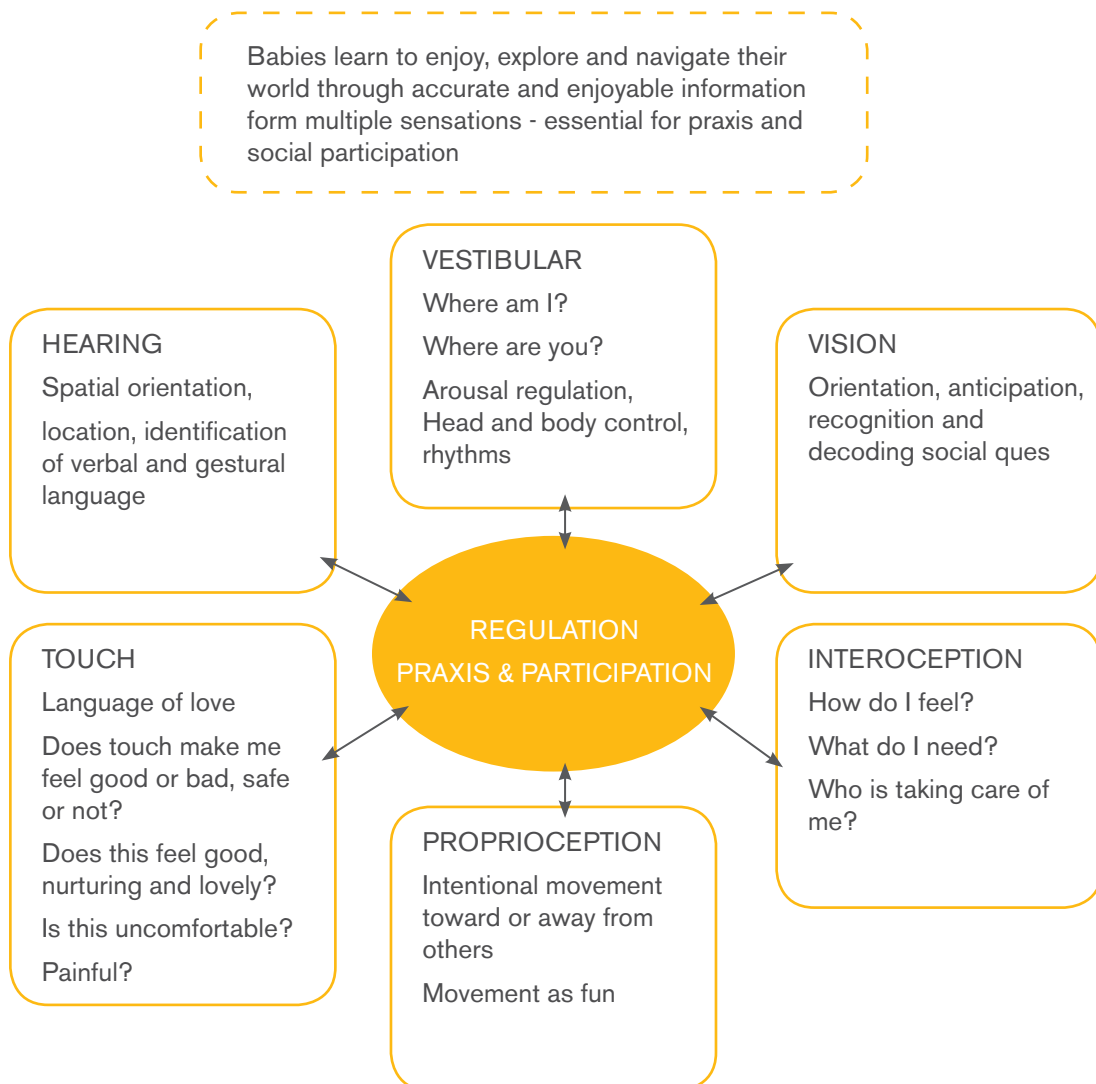 Babies learn to enjoy, explore and navigate their
world through accurate and enjoyable information
form multiple sensations - essential for praxis and
social participation
VESTIBULAR
Where am I?
Where are you?
Arousal regulation,
Head and body control,
rhythms
HEARING
Spatial orientation,
location, identification
of verbal and gestural
language
VISION
Orientation, anticipation,
recognition and
decoding social ques
REGULATION
PRAXIS & PARTICIPATION
TOUCH
Language of love
Does touch make me
feel good or bad, safe
or not?
Does this feel good,
nurturing and lovely?
Is this uncomfortable?
Painful?
INTEROCEPTION
How do I feel?
What do I need?
Who is taking care of
me?
PROPRIOCEPTION
Intentional movement
toward or away from
others
Movement as fun